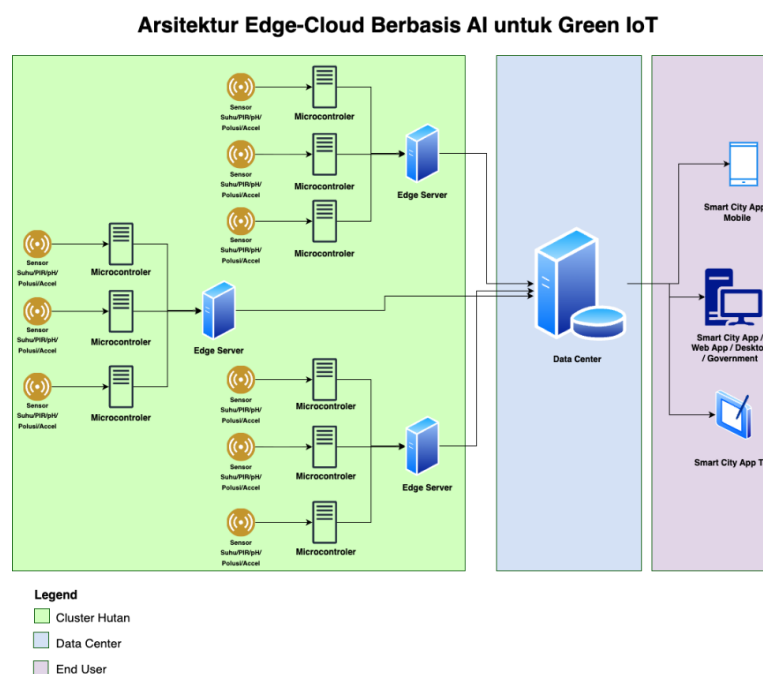 Arsitektur Edge-Cloud Berbasis AI untuk Green IoT
Sensor
Suhu/PIR/pH/
Polusi/Accel
Microcontroler
Sensor
Suhu/PIR/pH/
Polusi/Accel
Microcontroler
Sensor
Suhu/PIR/pH/
Polusi/Accel
Microcontroler
Edge Server
Sensor
Suhu/PIR/pH/
Polusi/Accel
Microcontroler
Sensor
Suhu/PIR/pH/
Polusi/Accel
Microcontroler
Sensor
Suhu/PIR/pH/
Polusi/Accel
Microcontroler
Edge Server
Sensor
Suhu/PIR/pH/
Polusi/Accel
Microcontroler
Sensor
Suhu/PIR/pH/
Polusi/Accel
Microcontroler
Sensor
Suhu/PIR/pH/
Polusi/Accel
Microcontroler
Edge Server
Data Center
Smart City App
Mobile
Smart City App /
Web App / Deskto
/ Government
Smart City App T
Legend
Cluster Hutan
Data Center
End User